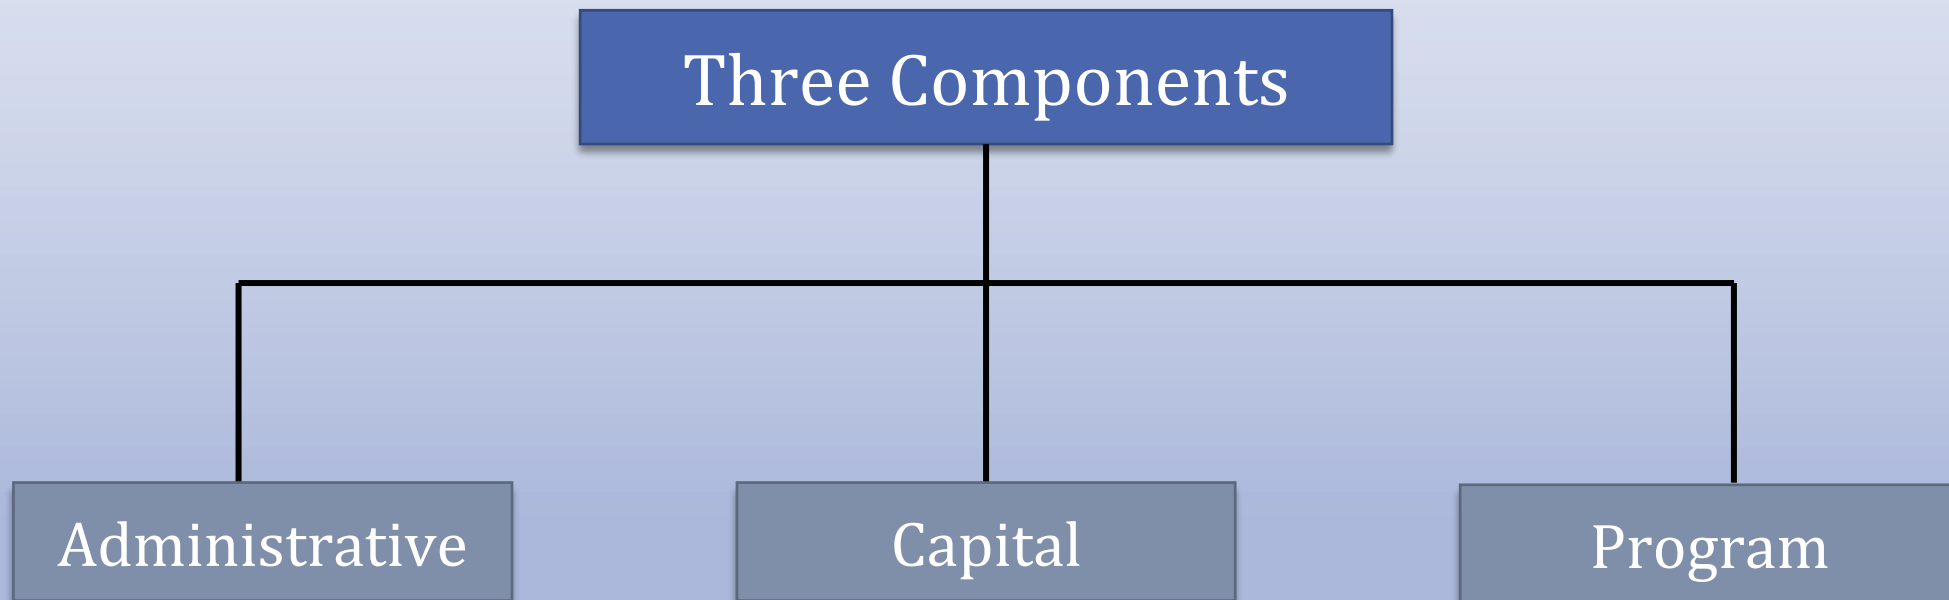 Three Components
Administrative
Capital
Program